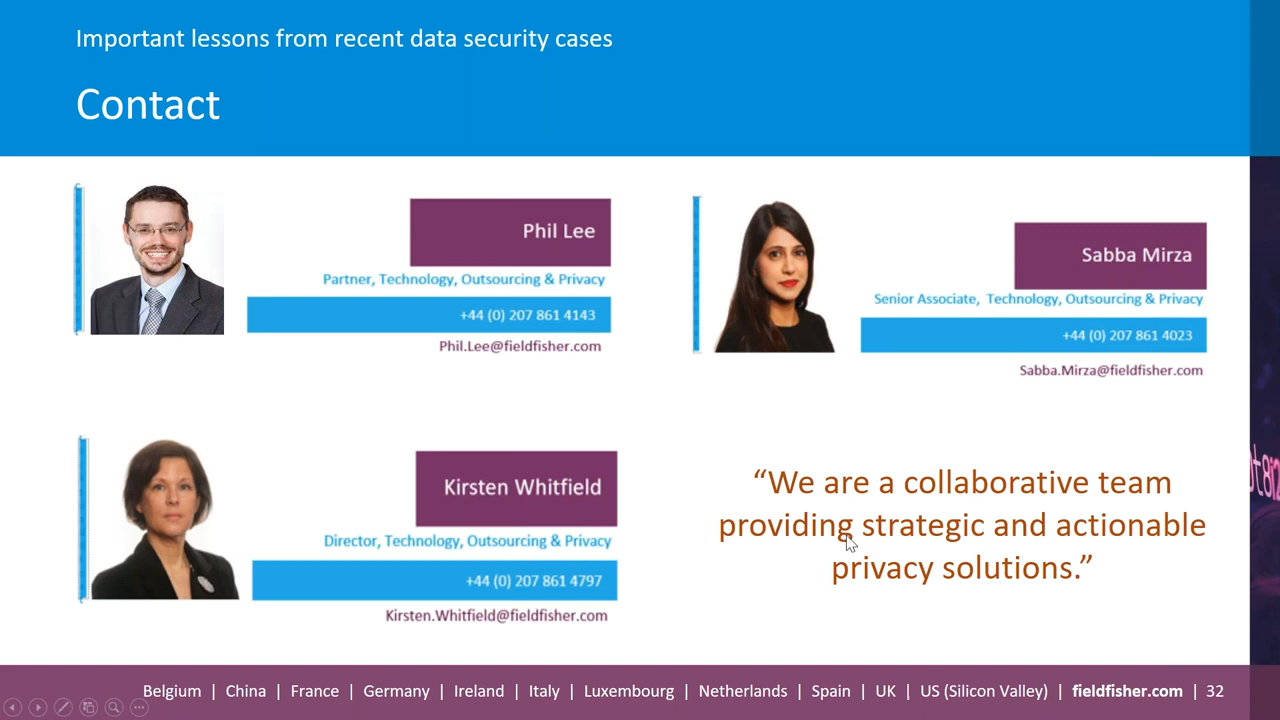 Important lessons from recent data security cases
Contact
Phil Lee
Partner, Technology, Outsourcing & Privacy
+44 (0) 207 861 4143
Phil.Lee@fieldfisher.com
Sabba Mirza
Senior Associate, Technology, Outsourcing & Privacy
+44 (0) 207 861 4023
Sabba.Mirza@fieldfisher.com
Kirsten Whitfield
Director, Technology, Outsourcing & Privacy
+44 (0) 207 861 4797
Kirsten.Whitfield@fieldfisher.com
“We are a collaborative team
providing strategic and actionable
privacy solutions.”
Belgium | China | France | Germany | Ireland | Italy | Luxembourg | Netherlands | Spain | UK | US (Silicon Valley) | fieldfisher.com | 32